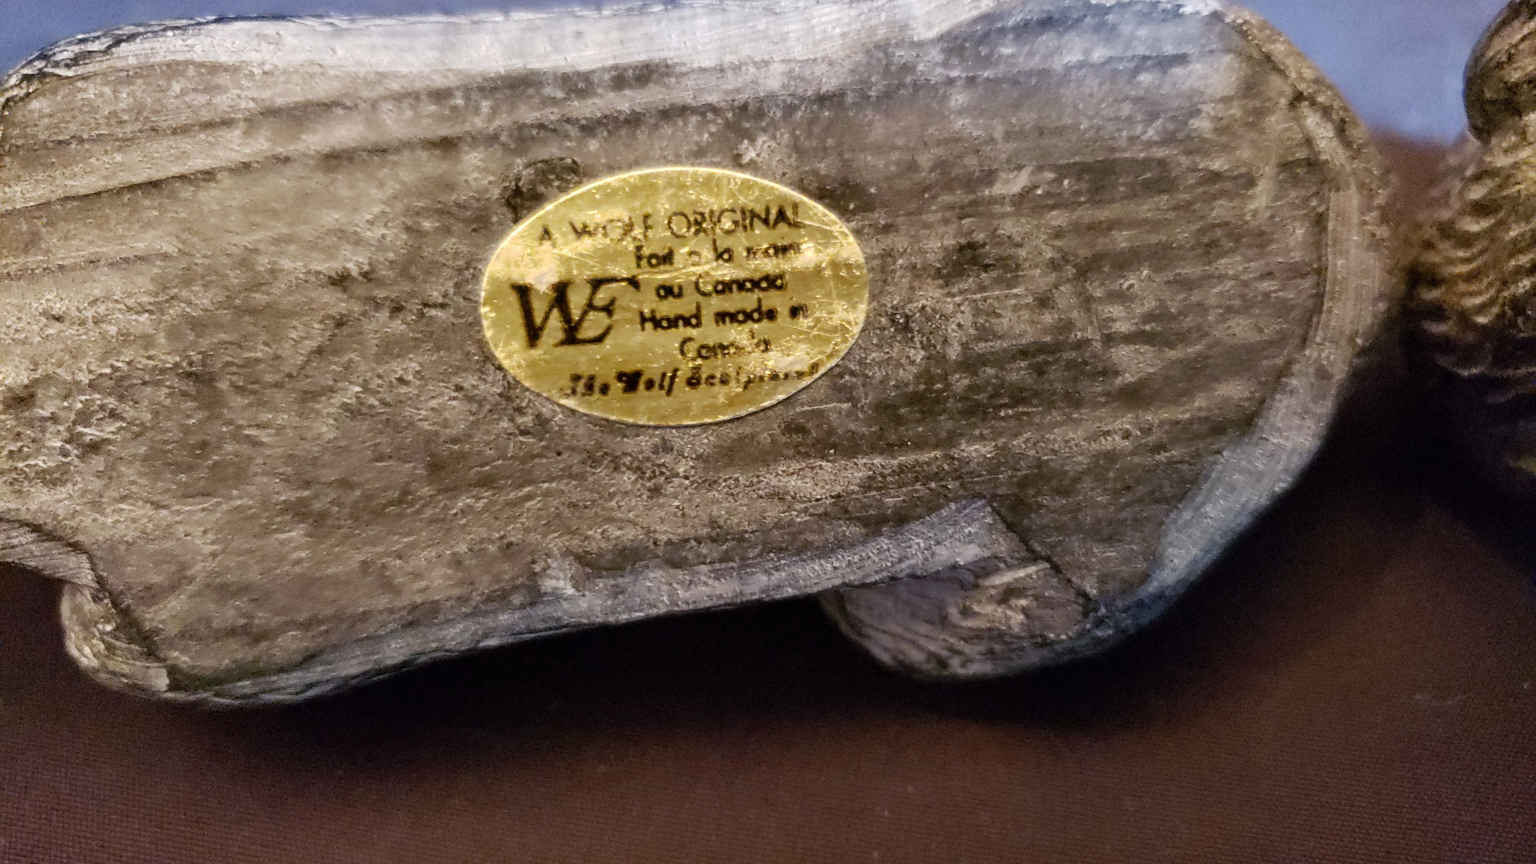 A WOLF ORIGINAL
Fait a la main
WE
au Canada
Hand made in
Canada
The Wolf Sculptures